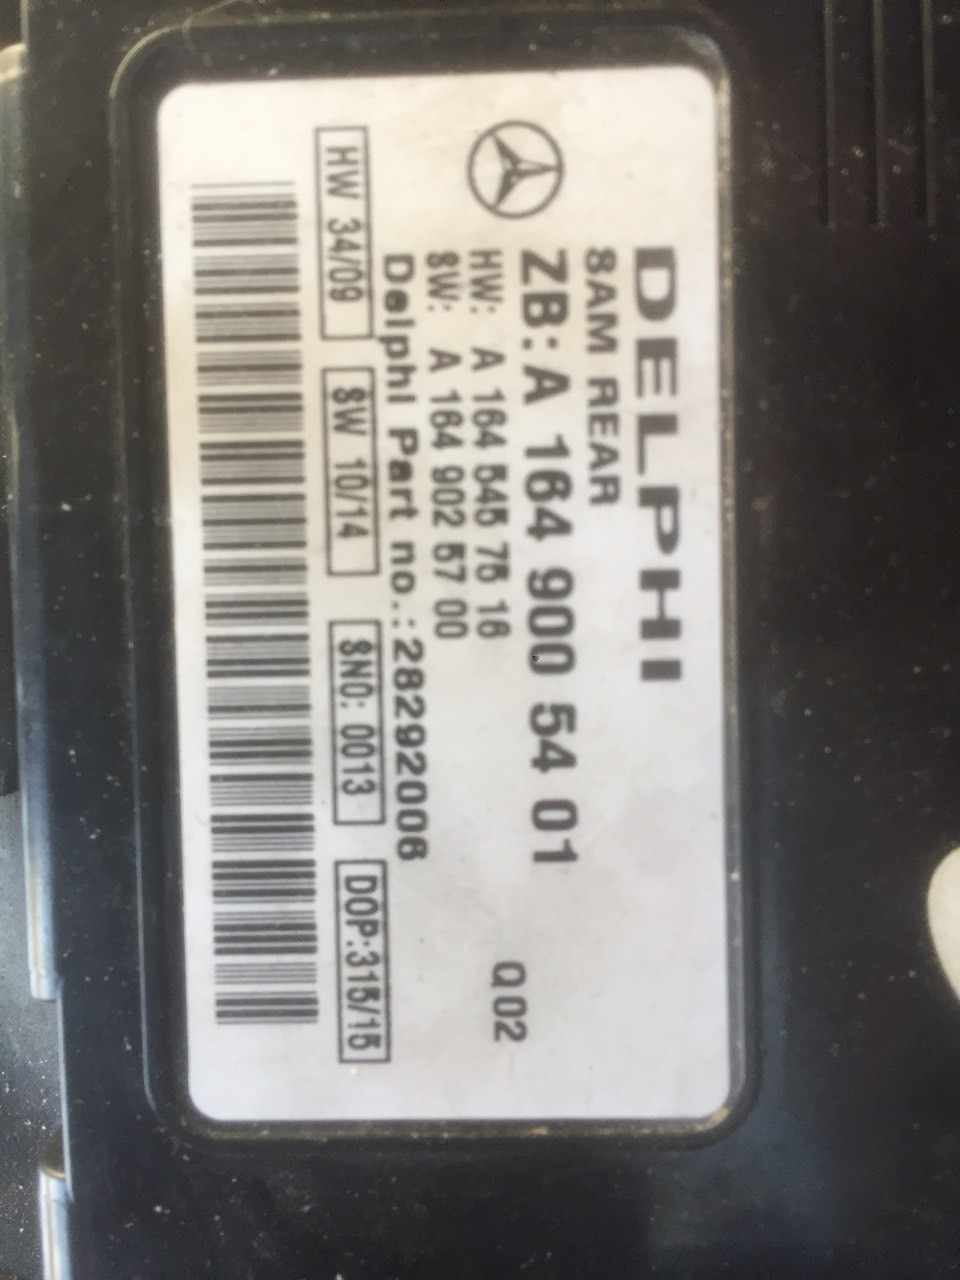 DELPHI
SAM REAR
ZB: A 164 900 54 01
HW: A 164 545 75 16
Q02
SW: A 164 902 57 00
Delphi Part no.: 28292006
HW 34/09
SW 10/14
SNO: 0013
DOP:315/15